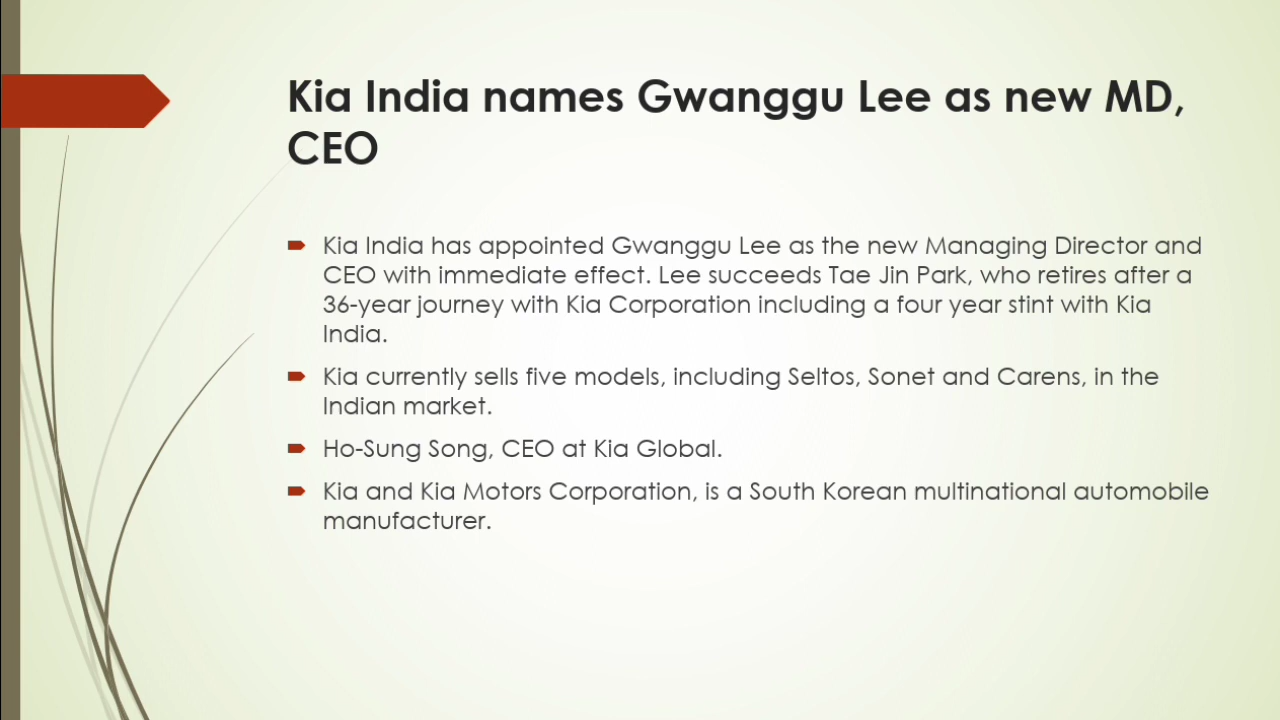 Kia India names Gwanggu Lee as new MD,
CEO
Kia India has appointed Gwanggu Lee as the new Managing Director and
CEO with immediate effect. Lee succeeds Tae Jin Park, who retires after a
36-year journey with Kia Corporation including a four year stint with Kia
India.
Kia currently sells five models, including Seltos, Sonet and Carens, in the
Indian market.
Ho-Sung Song, CEO at Kia Global.
Kia and Kia Motors Corporation, is a South Korean multinational automobile
manufacturer.